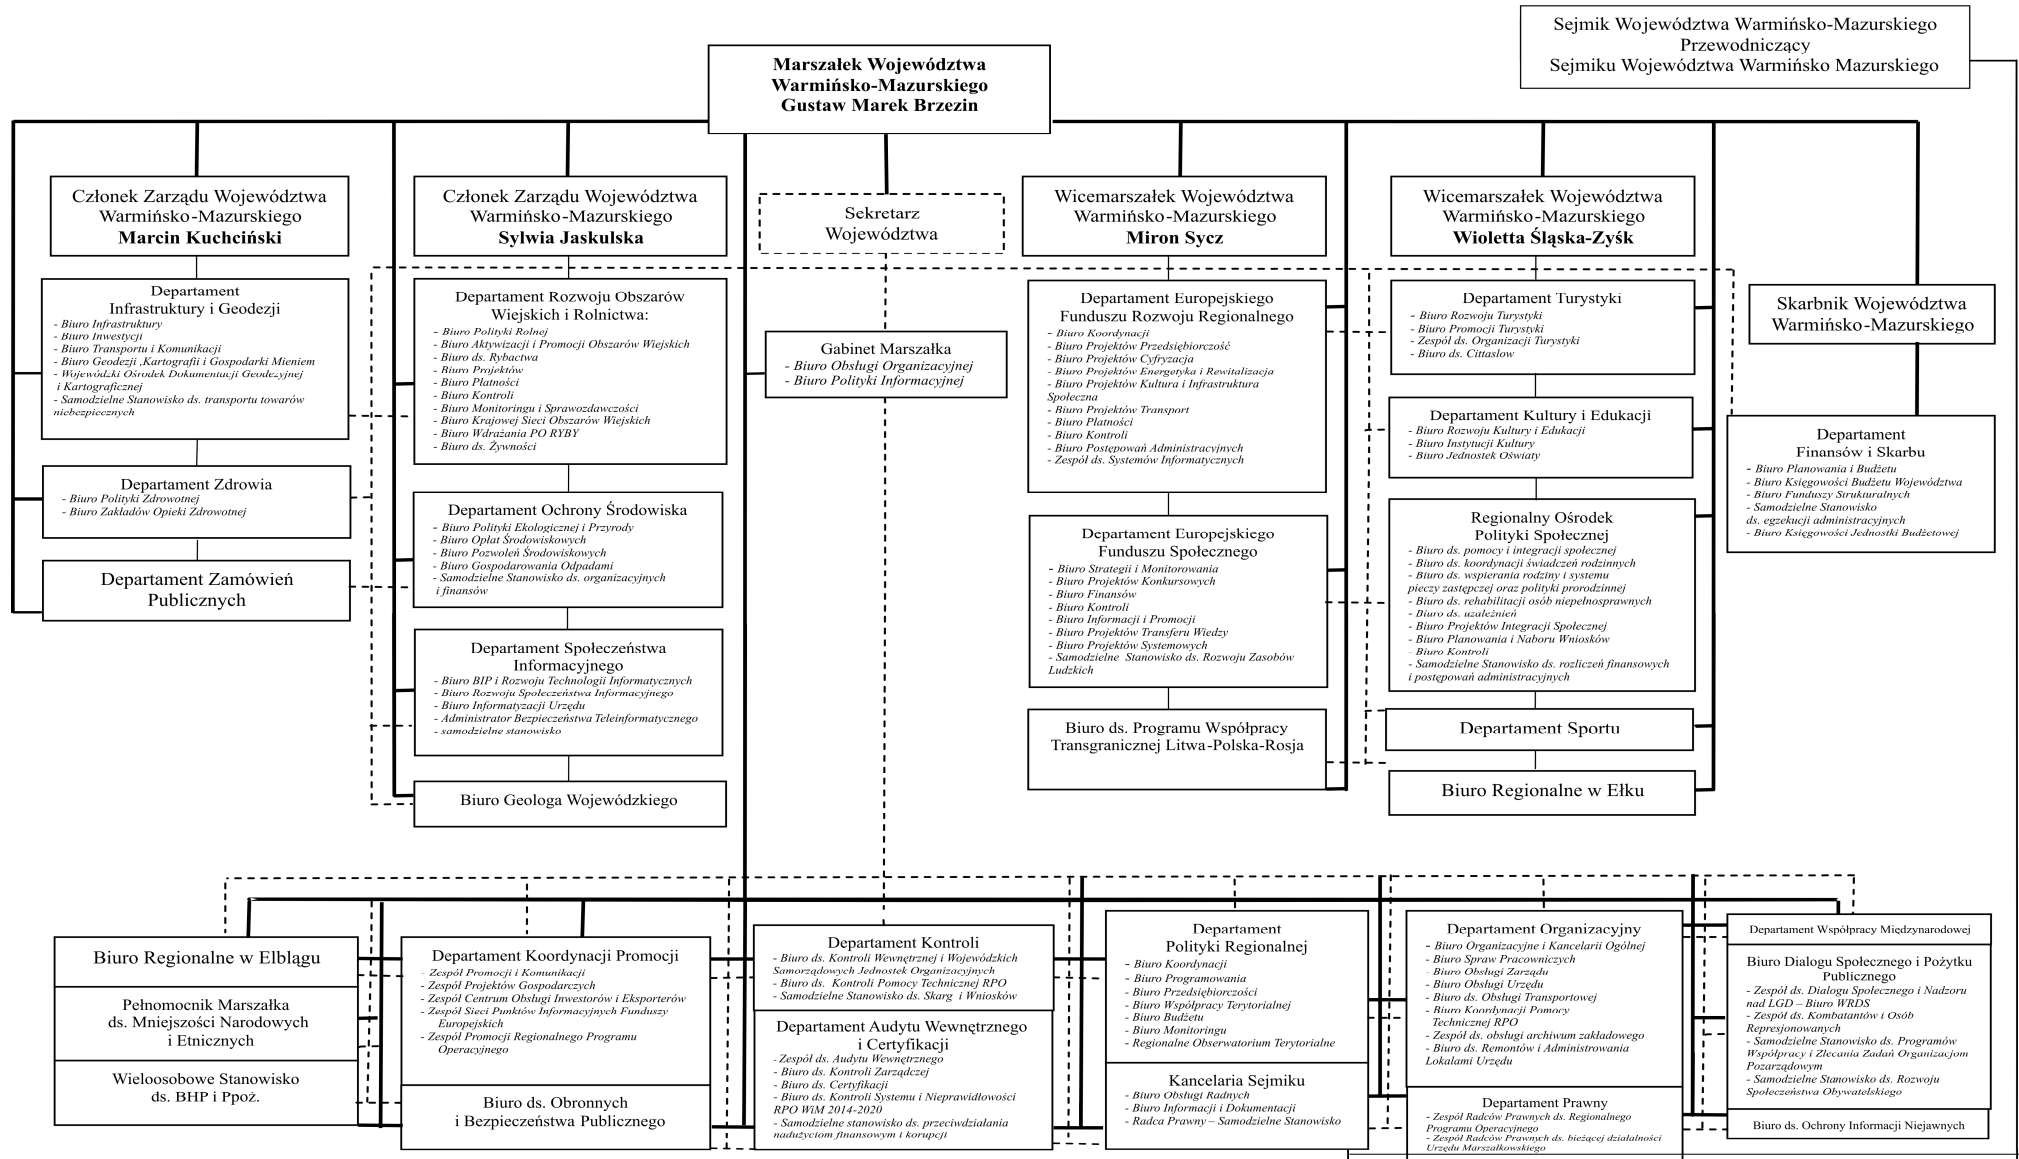 Sejmik Województwa Warmińsko-Mazurskiego
Przewodniczący
Sejmiku Województwa Warmińsko Mazurskiego
Marszałek Województwa
Warmińsko-Mazurskiego
Gustaw Marek Brzezin
Członek Zarządu Województwa
Warmińsko-Mazurskiego
Marcin Kuchciński
Członek Zarządu Województwa
Warmińsko-Mazurskiego
Sylwia Jaskulska
Sekretarz
Województwa
Wicemarszałek Województwa
Warmińsko-Mazurskiego
Miron Sycz
Wicemarszałek Województwa
Warmińsko-Mazurskiego
Wioletta Śląska-Zyśk
Departament
Infrastruktury i Geodezji
- Biuro Infrastruktury
- Biuro Inwestycji
- Biuro Transportu i Komunikacji
- Biuro Geodezji ,Kartografii i Gospodarki Mieniem
- Wojewódzki Ośrodek Dokumentacji Geodezyjnej
i Kartograficznej
- Samodzielne Stanowisko ds. transportu towarów
niebezpiecznych
Departament Zdrowia
- Biuro Polityki Zdrowotnej
- Biuro Zakładów Opieki Zdrowotnej
Departament Zamówień
Publicznych
Departament Rozwoju Obszarów
Wiejskich i Rolnictwa:
- Biuro Polityki Rolnej
- Biuro Aktywizacji i Promocji Obszarów Wiejskich
- Biuro ds. Rybactwa
- Biuro Projektów
- Biuro Płatności
- Biuro Kontroli
- Biuro Monitoringu i Sprawozdawczości
- Biuro Krajowej Sieci Obszarów Wiejskich
- Biuro Wdrażania PO RYBY
- Biuro ds. Żywności
Departament Ochrony Środowiska
- Biuro Polityki Ekologicznej i Przyrody
- Biuro Opłat Środowiskowych
- Biuro Pozwoleń Środowiskowych
- Biuro Gospodarowania Odpadami
- Samodzielne Stanowisko ds. organizacyjnych
i finansów
Departament Społeczeństwa
Informacyjnego
- Biuro BIP i Rozwoju Technologii Informatycznych
- Biuro Rozwoju Społeczeństwa Informacyjnego
- Biuro Informatyzacji Urzędu
- Administrator Bezpieczeństwa Teleinformatycznego
- samodzielne stanowisko
Biuro Geologa Wojewódzkiego
Gabinet Marszałka
- Biuro Obsługi Organizacyjnej
- Biuro Polityki Informacyjnej
Departament Europejskiego
Funduszu Rozwoju Regionalnego
- Biuro Koordynacji
- Biuro Projektów Przedsiębiorczość
- Biuro Projektów Cyfryzacja
- Biuro Projektów Energetyka i Rewitalizacja
- Biuro Projektów Kultura i Infrastruktura
Społeczna
- Biuro Projektów Transport
- Biuro Płatności
- Biuro Kontroli
- Biuro Postępowań Administracyjnych
- Zespół ds. Systemów Informatycznych
Departament Europejskiego
Funduszu Społecznego
- Biuro Strategii i Monitorowania
- Biuro Projektów Konkursowych
- Biuro Finansów
- Biuro Kontroli
- Biuro Informacji i Promocji
- Biuro Projektów Transferu Wiedzy
- Biuro Projektów Systemowych
- Samodzielne Stanowisko ds. Rozwoju Zasobów
Ludzkich
Biuro ds. Programu Współpracy
Transgranicznej Litwa-Polska-Rosja
Departament Turystyki
- Biuro Rozwoju Turystyki
- Biuro Promocji Turystyki
- Zespół ds. Organizacji Turystyki
- Biuro ds. Cittasłow
Departament Kultury i Edukacji
- Biuro Rozwoju Kultury i Edukacji
- Biuro Instytucji Kultury
- Biuro Jednostek Oświaty
Regionalny Ośrodek
Polityki Społecznej
- Biuro ds. pomocy i integracji społecznej
- Biuro ds. koordynacji świadczeń rodzinnych
- Biuro ds. wspierania rodziny i systemu
pieczy zastępczej oraz polityki prorodzinnej
- Biuro ds. rehabilitacji osób niepełnosprawnych
- Biuro ds. uzależnień
- Biuro Projektów Integracji Społecznej
- Biuro Planowania i Naboru Wniosków
- Biuro Kontroli
- Samodzielne Stanowisko ds. rozliczeń finansowych
i postępowań administracyjnych
Departament Sportu
Biuro Regionalne w Ełku
Skarbnik Województwa
Warmińsko-Mazurskiego
Departament
Finansów i Skarbu
- Biuro Planowania i Budżetu
- Biuro Księgowości Budżetu Województwa
- Biuro Funduszy Strukturalnych
- Samodzielne Stanowisko
ds. egzekucji administracyjnych
- Biuro Księgowości Jednostki Budżetowej
Biuro Regionalne w Elblągu
Pełnomocnik Marszałka
ds. Mniejszości Narodowych
i Etnicznych
Wieloosobowe Stanowisko
ds. BHP i Ppoż.
Departament Koordynacji Promocji
- Zespół Promocji i Komunikacji
- Zespół Projektów Gospodarczych
- Zespół Centrum Obsługi Inwestorów i Eksporterów
- Zespół Sieci Punktów Informacyjnych Funduszy
Europejskich
- Zespół Promocji Regionalnego Programu
Operacyjnego
Biuro ds. Obronnych
i Bezpieczeństwa Publicznego
Departament Kontroli
- Biuro ds. Kontroli Wewnętrznej i Wojewódzkich
Samorządowych Jednostek Organizacyjnych
- Biuro ds. Kontroli Pomocy Technicznej RPO
- Samodzielne Stanowisko ds. Skarg i Wniosków
Departament Audytu Wewnętrznego
i Certyfikacji
- Zespół ds. Audytu Wewnętrznego
- Biuro ds. Kontroli Zarządczej
- Biuro ds. Certyfikacji
- Biuro ds. Kontroli Systemu i Nieprawidłowości
RPO WiM 2014-2020
- Samodzielne stanowisko ds. przeciwdziałania
nadużyciom finansowym i korupcji
Departament
Polityki Regionalnej
- Biuro Koordynacji
- Biuro Programowania
- Biuro Przedsiębiorczości
- Biuro Współpracy Terytorialnej
- Biuro Budżetu
- Biuro Monitoringu
- Regionalne Obserwatorium Terytorialne
Kancelaria Sejmiku
- Biuro Obsługi Radnych
- Biuro Informacji i Dokumentacji
- Radca Prawny – Samodzielne Stanowisko
Departament Organizacyjny
- Biuro Organizacyjne i Kancelarii Ogólnej
- Biuro Spraw Pracowniczych
- Biuro Obsługi Zarządu
- Biuro Obsługi Urzędu
- Biuro ds. Obsługi Transportowej
- Biuro Koordynacji Pomocy
Technicznej RPO
- Zespół ds. obsługi archiwum zakładowego
- Biuro ds. Remontów i Administrowania
Lokalami Urzędu
Departament Prawny
- Zespół Radców Prawnych ds. Regionalnego
Programu Operacyjnego
- Zespół Radców Prawnych ds. bieżącej działalności
Urzędu Marszałkowskiego
Departament Współpracy Międzynarodowej
Biuro Dialogu Społecznego i Pożytku
Publicznego
- Zespół ds. Dialogu Społecznego i Nadzoru
nad LGD – Biuro WRDS
- Zespół ds. Kombatantów i Osób
Represjonowanych
- Samodzielne Stanowisko ds. Programów
Współpracy i Zlecania Zadań Organizacjom
Pozarządowym
- Samodzielne Stanowisko ds. Rozwoju
Społeczeństwa Obywatelskiego
Biuro ds. Ochrony Informacji Niejawnych